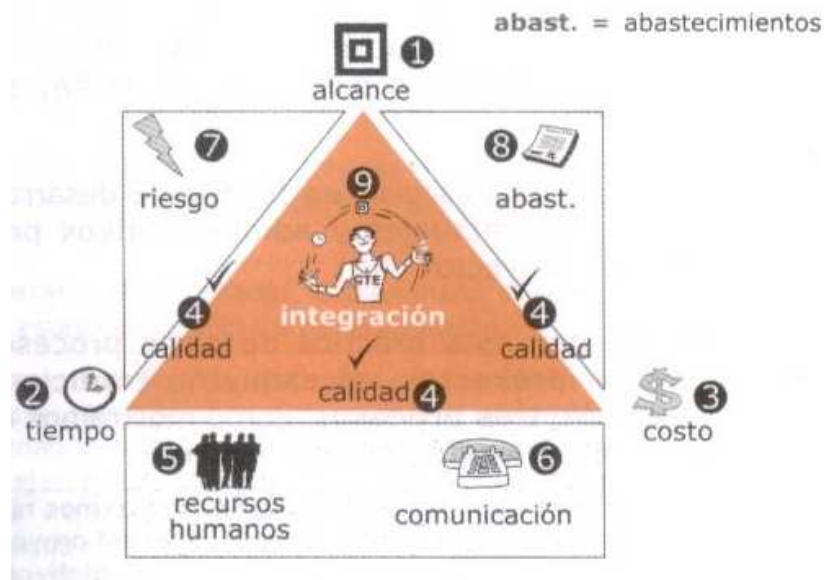 abast. = abastecimientos
1
alcance
7
8
riesgo
abast.
9
GTE.
integración
4
4
calidad
calidad
calidad 4
2
3
$
tiempo
costo
5
6
recursos
humanos
comunicación